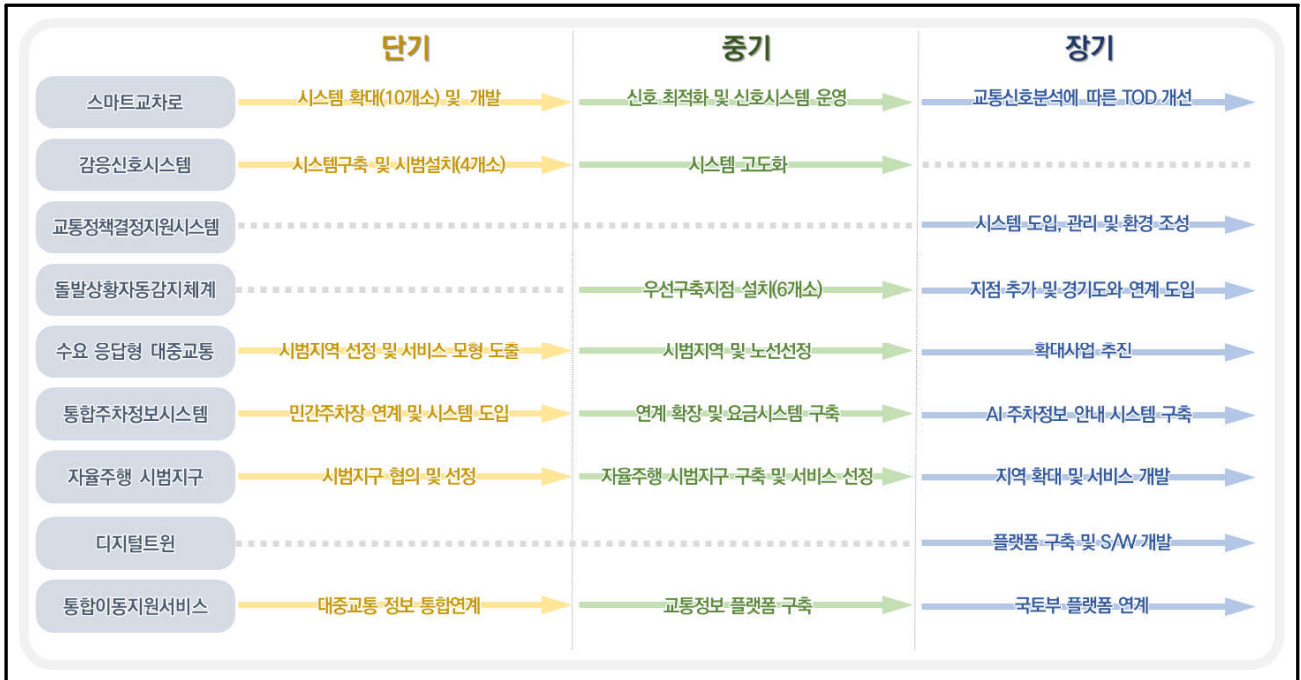 단기 중기 장기
스마트교차로 시스템 확대(10개소) 및 개발 신호 최적화 및 신호시스템 운영 교통신호분석에 따른 TOD 개선
감응신호시스템 시스템구축 및 시범설치(4개소) 시스템 고도화
교통정책결정지원시스템 시스템 도입, 관리 및 환경 조성
돌발상황자동감지체계 우선구축지점 설치(6개소) 지점 추가 및 경기도와 연계 도입
수요 응답형 대중교통 시범지역 선정 및 서비스 모형 도출 시범지역 및 노선선정 확대사업 추진
통합주차정보시스템 민간주차장 연계 및 시스템 도입 연계 확장 및 요금시스템 구축 AI 주차정보 안내 시스템 구축
자율주행 시범지구 시범지구 협의 및 선정 자율주행 시범지구 구축 및 서비스 선정 지역 확대 및 서비스 개발
디지털트윈 플랫폼 구축 및 S/W 개발
통합이동지원서비스 대중교통 정보 통합연계 교통정보 플랫폼 구축 국토부 플랫폼 연계